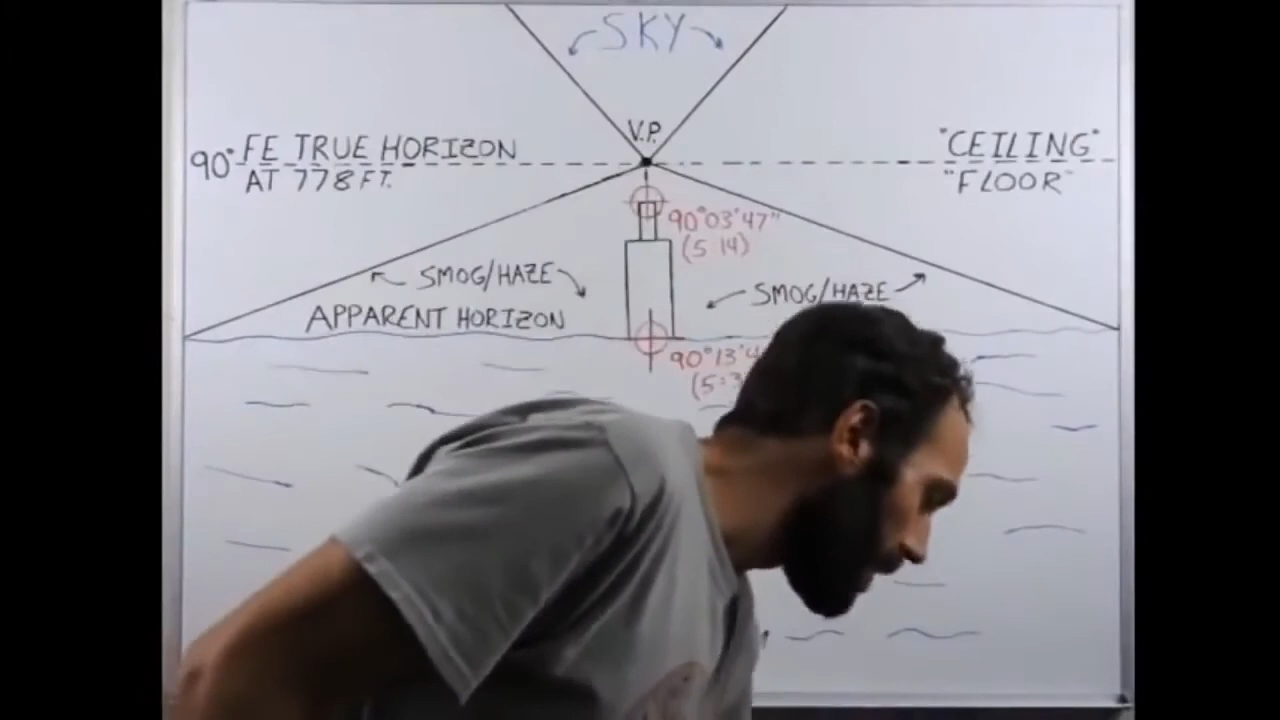 SKY
V.P.
90° FE TRUE HORIZON
AT 778 FT.
"CEILING"
"FLOOR"
90°03'47"
(5:14)
SMOG/HAZE
SMOG/HAZE
APPARENT HORIZON